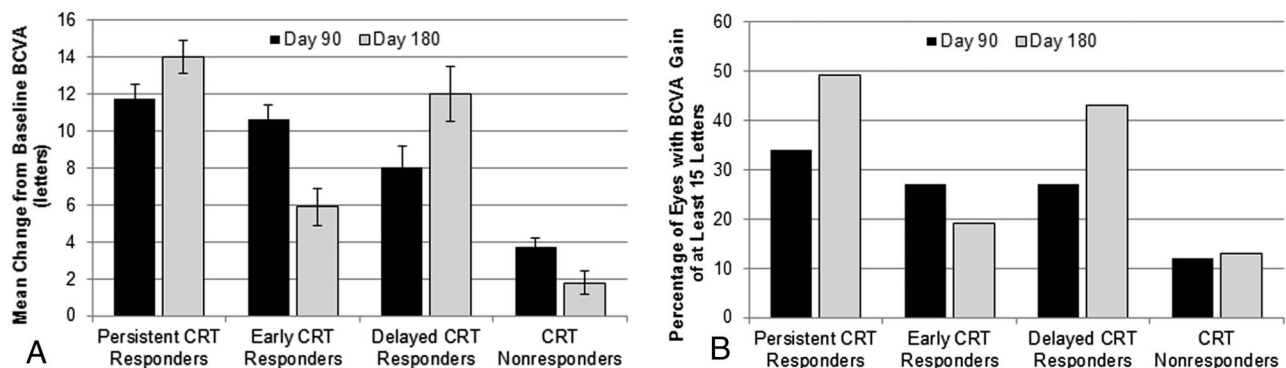 Mean Change from Baseline BCVA
(letters)
16
14
12
10
8
6
4
2
0
Day 90 Day 180
Persistent CRT
Responders
Early CRT
Responders
Delayed CRT
Responders
CRT
Nonresponders
A
Percentage of Eyes with BCVA Gain
of at Least 15 Letters
60
50
40
30
20
10
0
Day 90 Day 180
Persistent CRT
Responders
Early CRT
Responders
Delayed CRT
Responders
CRT
Nonresponders
B